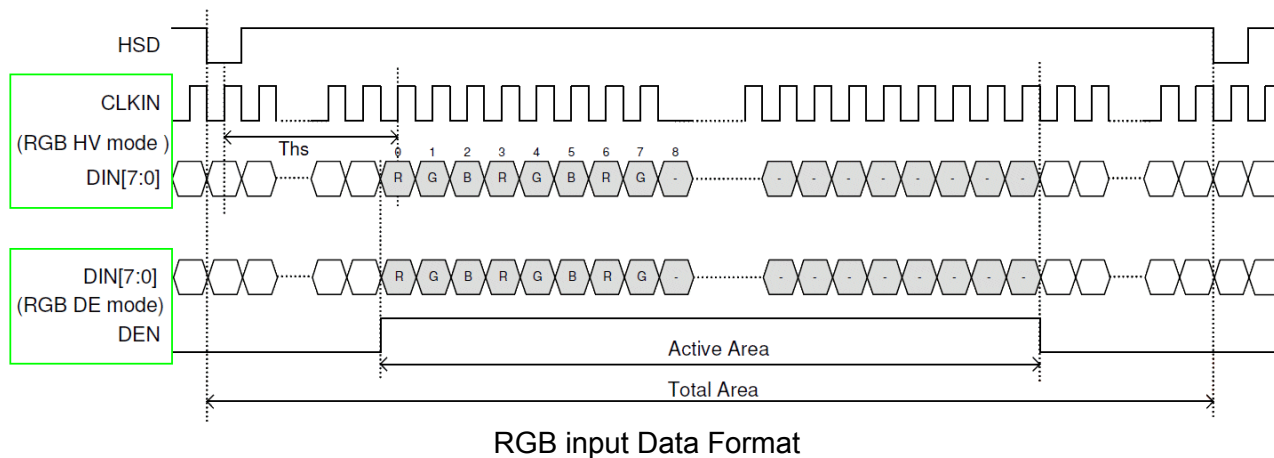 HSD
CLKIN
(RGB HV mode )
Ths
0 1 2 3 4 5 6 7 8
DIN[7:0] R G B R G B R G - - - - - - - - -
DIN[7:0] R G B R G B R G - - - - - - - - -
(RGB DE mode)
DEN
Active Area
Total Area
RGB input Data Format